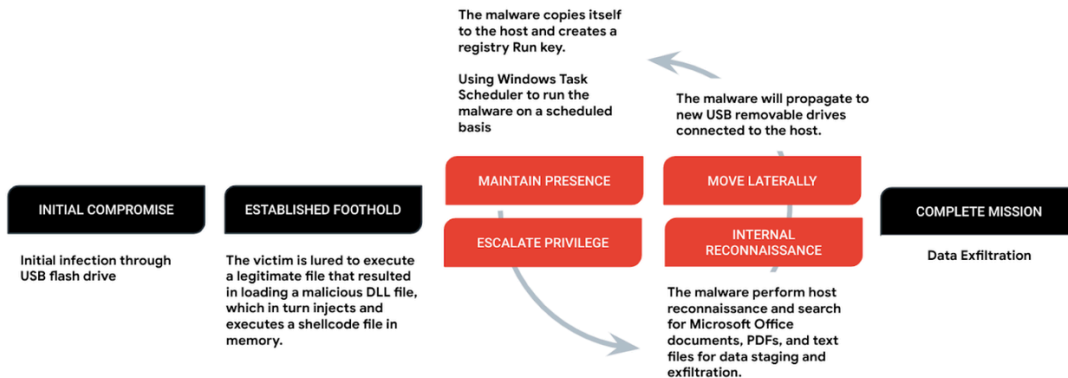 The malware copies itself
to the host and creates a
registry Run key.
Using Windows Task
Scheduler to run the
malware on a scheduled
basis
The malware will propagate to
new USB removable drives
connected to the host.
MAINTAIN PRESENCE
MOVE LATERALLY
INITIAL COMPROMISE
ESTABLISHED FOOTHOLD
ESCALATE PRIVILEGE
INTERNAL
RECONNAISSANCE
COMPLETE MISSION
Initial infection through
USB flash drive
The victim is lured to execute
a legitimate file that resulted
in loading a malicious DLL file,
which in turn injects and
executes a shellcode file in
memory.
The malware perform host
reconnaissance and search
for Microsoft Office
documents, PDFs, and text
files for data staging and
exfiltration.
Data Exfiltration